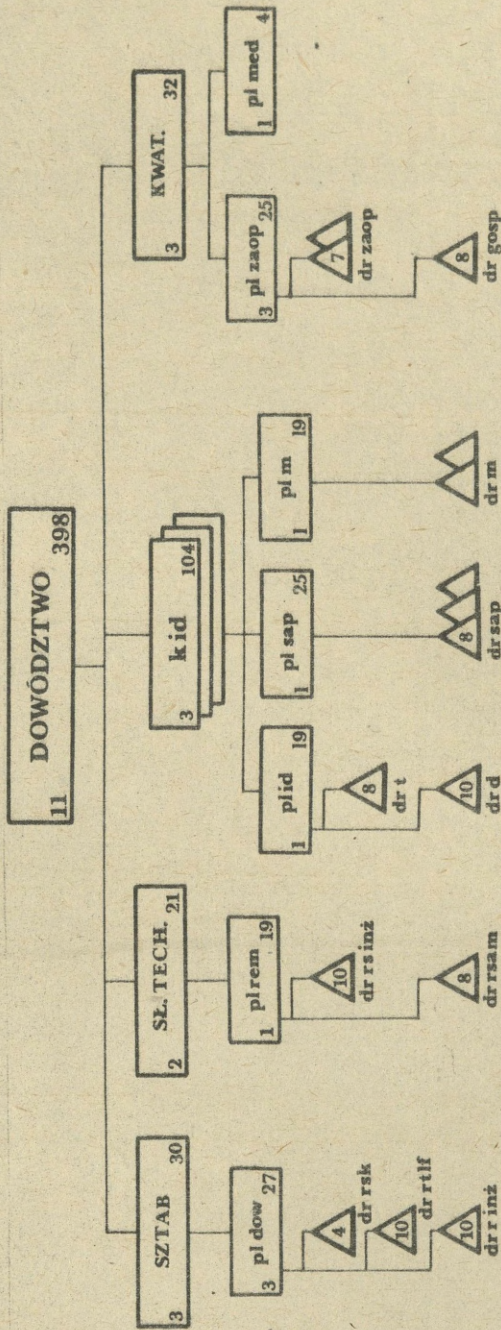 DOWÓDZTWO
11 398
SZTAB
3 30
SŁ. TECH.
2 21
k id
3 104
KWAT.
3 32
pl dow
3 27
pl rem
1 19
pl id
1 19
pl sap
1 25
pl m
1 19
pl zaop
3 25
pl med
1 4
4
dr rsk
10
dr rtlf
10
dr r inż
10
dr rs inż
8
dr rsam
8
dr t
10
dr d
8
dr sap
dr m
7
dr zaop
8
dr gosp